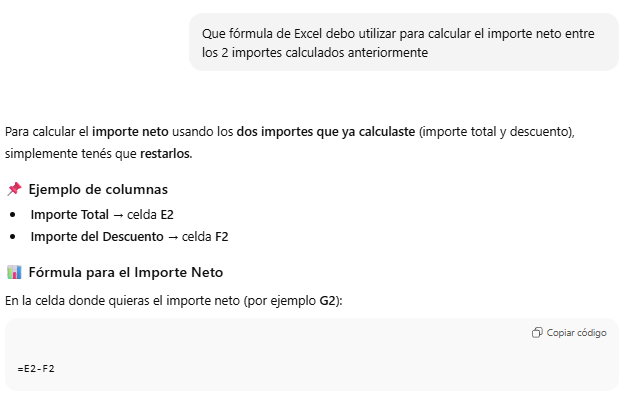 Que fórmula de Excel debo utilizar para calcular el importe neto entre
los 2 importes calculados anteriormente
Para calcular el importe neto usando los dos importes que ya calculaste (importe total y descuento),
simplemente tenés que restarlos.
📌 Ejemplo de columnas
• Importe Total → celda E2
• Importe del Descuento → celda F2
📊 Fórmula para el Importe Neto
En la celda donde quieras el importe neto (por ejemplo G2):
Copiar código
=E2-F2